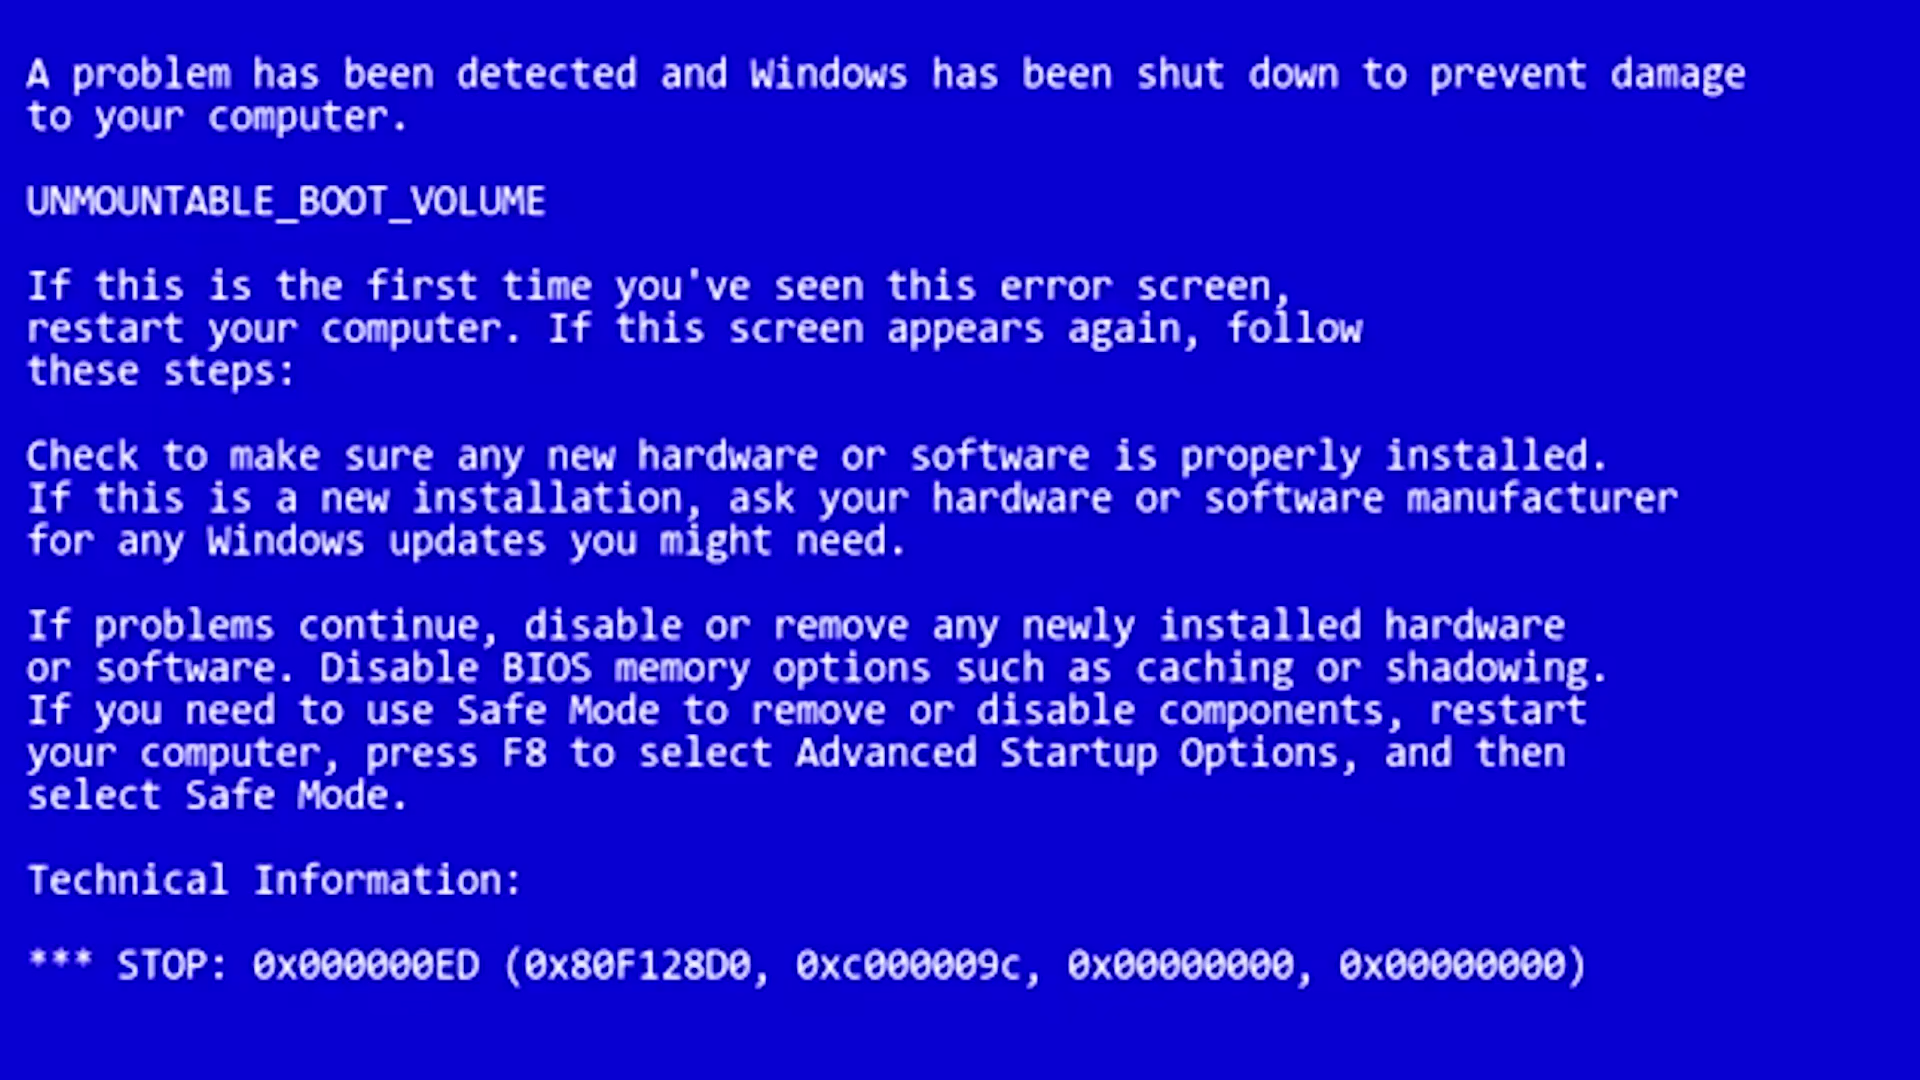 A problem has been detected and Windows has been shut down to prevent damage
to your computer.
UNMOUNTABLE_BOOT_VOLUME
If this is the first time you've seen this error screen,
restart your computer. If this screen appears again, follow
these steps:
Check to make sure any new hardware or software is properly installed.
If this is a new installation, ask your hardware or software manufacturer
for any Windows updates you might need.
If problems continue, disable or remove any newly installed hardware
or software. Disable BIOS memory options such as caching or shadowing.
If you need to use Safe Mode to remove or disable components, restart
your computer, press F8 to select Advanced Startup Options, and then
select Safe Mode.
Technical Information:
*** STOP: 0x000000ED (0x80F128D0, 0xc000009c, 0x00000000, 0x00000000)